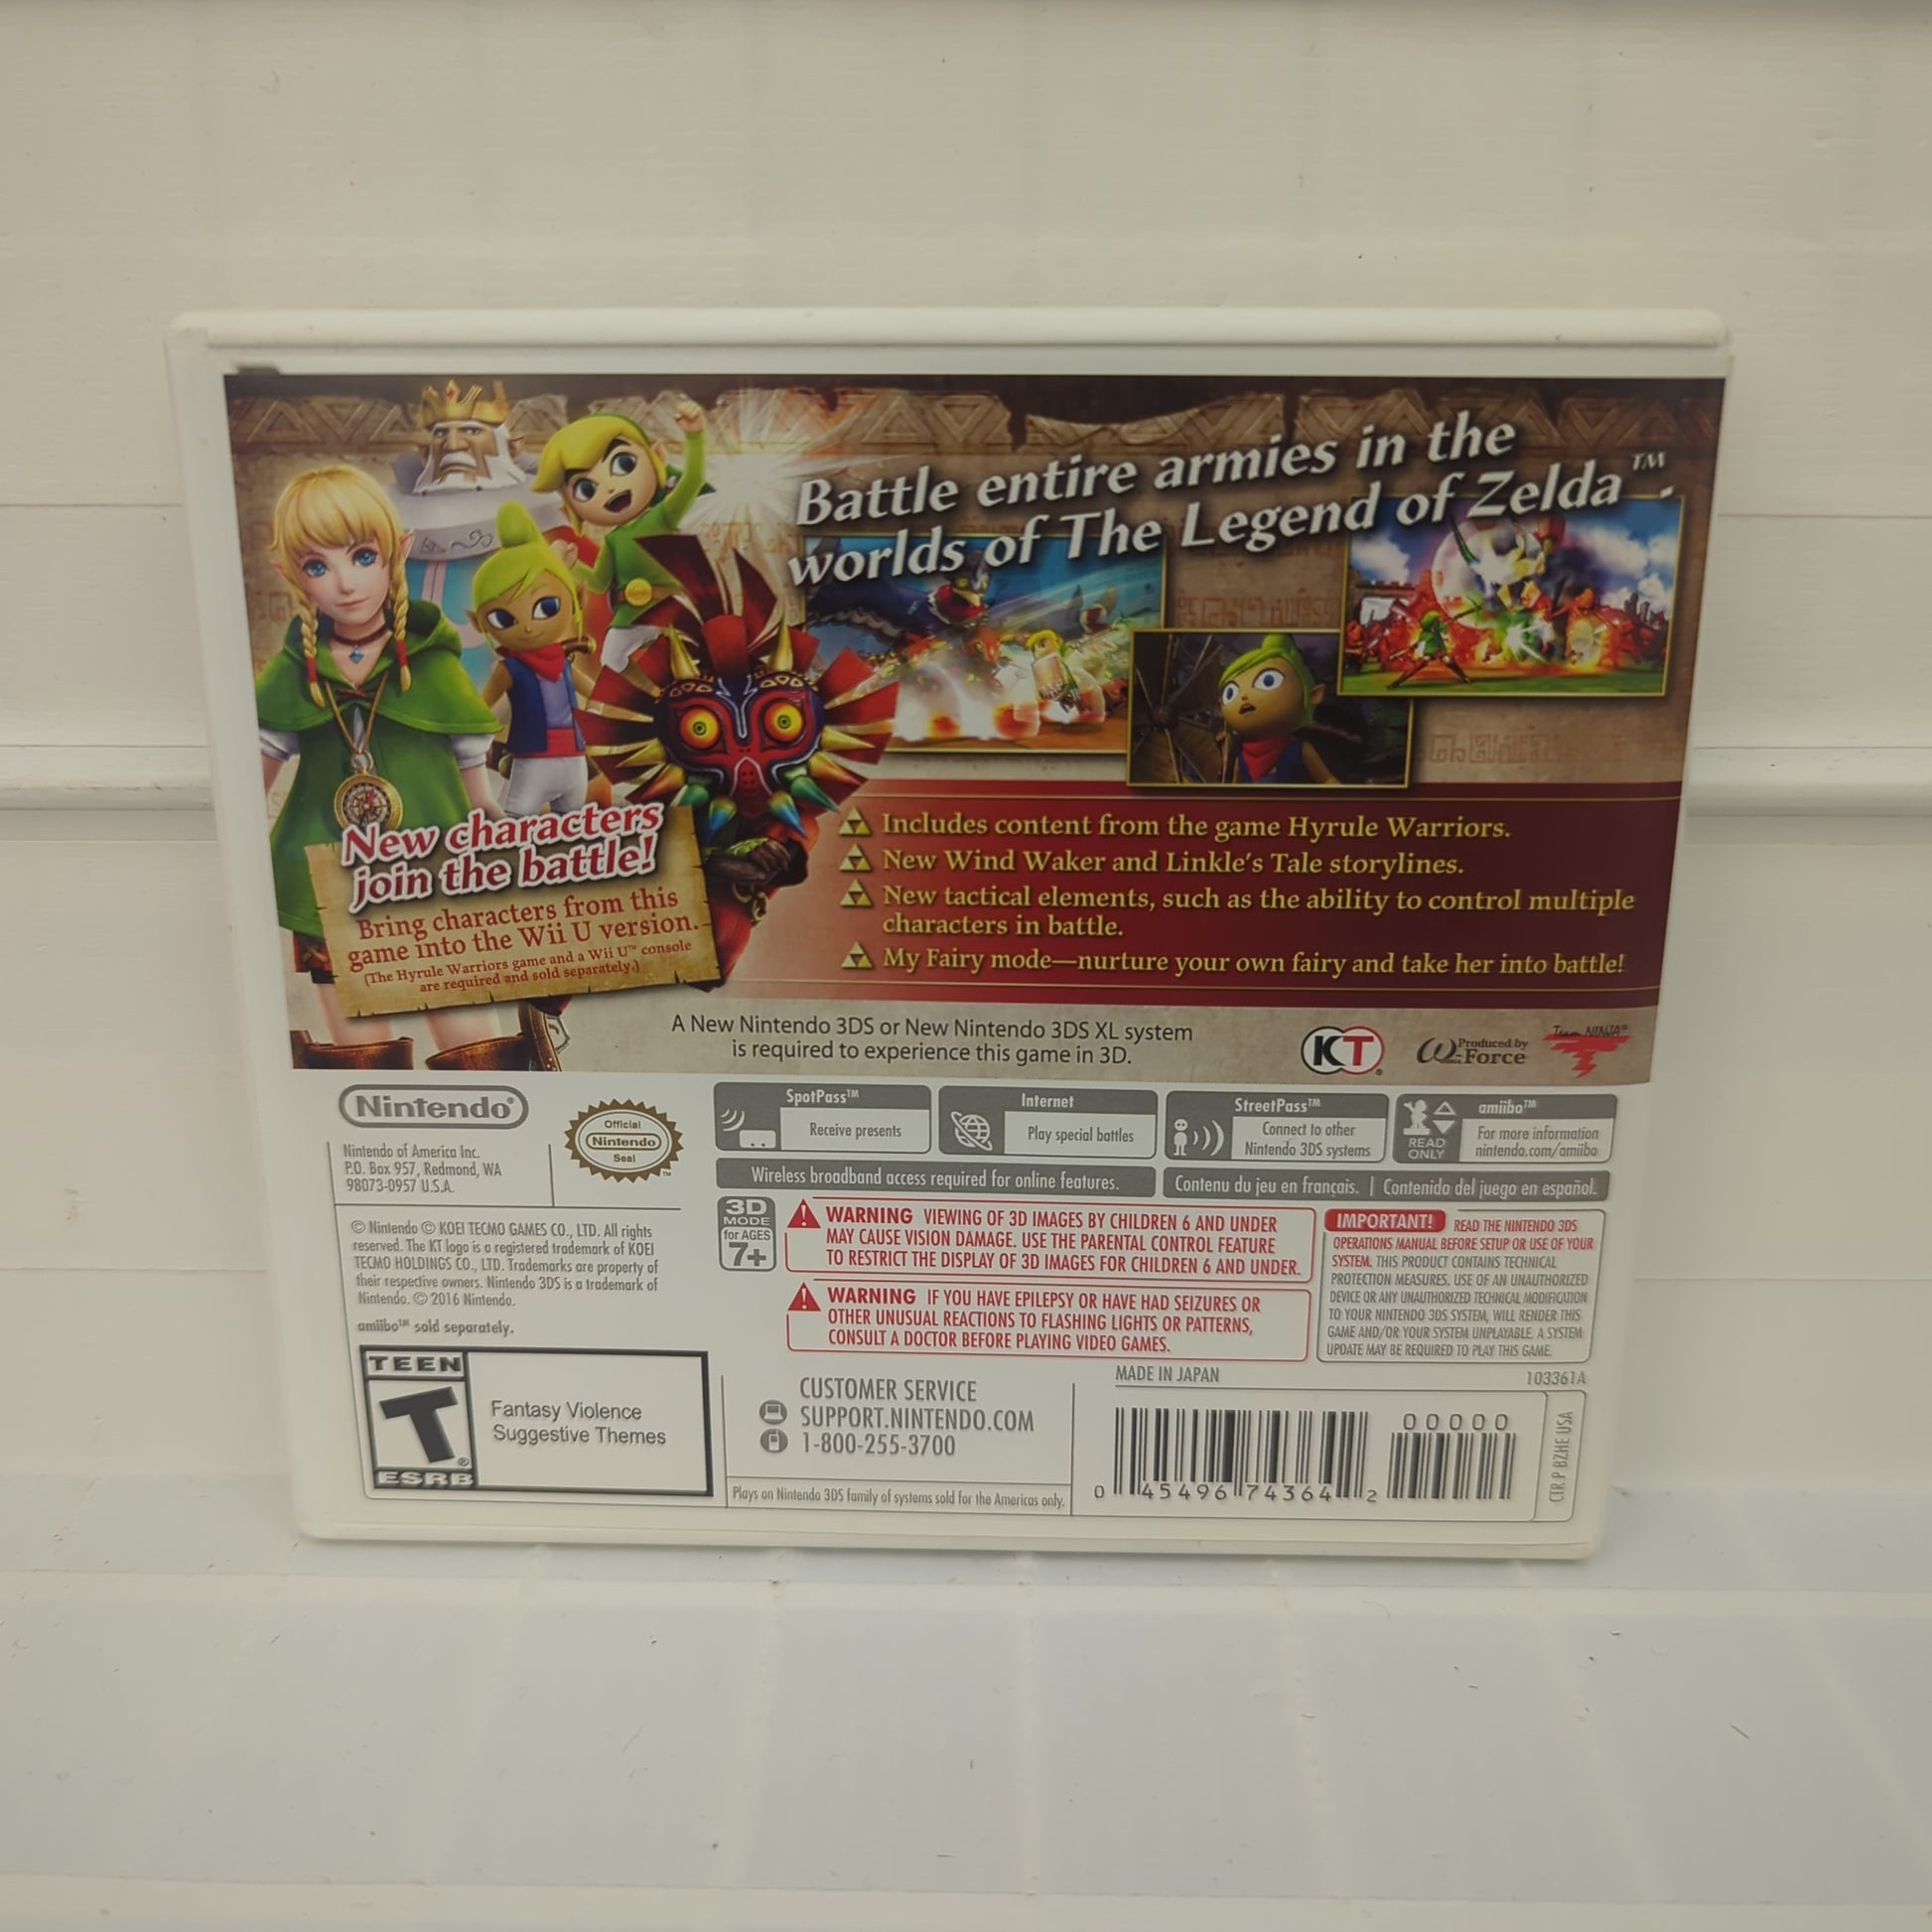 Battle entire armies in the
worlds of The Legend of Zelda™.
New characters
join the battle!
Bring characters from this
game into the Wii U version.
(The Hyrule Warriors game and a Wii U™ console
are required and sold separately.)
Includes content from the game Hyrule Warriors.
New Wind Waker and Linkle's Tale storylines.
New tactical elements, such as the ability to control multiple
characters in battle.
My Fairy mode—nurture your own fairy and take her into battle!
A New Nintendo 3DS or New Nintendo 3DS XL system
is required to experience this game in 3D.
KT
Produced by
ω-Force
Team NINJA®
Nintendo®
Official
Nintendo
Seal
™
Nintendo of America Inc.
P.O. Box 957, Redmond, WA
98073-0957 U.S.A.
SpotPass™
Receive presents
Internet
Play special battles
StreetPass™
Connect to other
Nintendo 3DS systems
READ
ONLY
amiibo™
For more information
nintendo.com/amiibo
Wireless broadband access required for online features.
Contenu du jeu en français. | Contenido del juego en español.
© Nintendo © KOEI TECMO GAMES CO., LTD. All rights
reserved. The KT logo is a registered trademark of KOEI
TECMO HOLDINGS CO., LTD. Trademarks are property of
their respective owners. Nintendo 3DS is a trademark of
Nintendo. © 2016 Nintendo.
amiibo™ sold separately.
3D
MODE
for AGES
7+
WARNING VIEWING OF 3D IMAGES BY CHILDREN 6 AND UNDER
MAY CAUSE VISION DAMAGE. USE THE PARENTAL CONTROL FEATURE
TO RESTRICT THE DISPLAY OF 3D IMAGES FOR CHILDREN 6 AND UNDER.
WARNING IF YOU HAVE EPILEPSY OR HAVE HAD SEIZURES OR
OTHER UNUSUAL REACTIONS TO FLASHING LIGHTS OR PATTERNS,
CONSULT A DOCTOR BEFORE PLAYING VIDEO GAMES.
IMPORTANT! READ THE NINTENDO 3DS
OPERATIONS MANUAL BEFORE SETUP OR USE OF YOUR
SYSTEM. THIS PRODUCT CONTAINS TECHNICAL
PROTECTION MEASURES. USE OF AN UNAUTHORIZED
DEVICE OR ANY UNAUTHORIZED TECHNICAL MODIFICATION
TO YOUR NINTENDO 3DS SYSTEM, WILL RENDER THIS
GAME AND/OR YOUR SYSTEM UNPLAYABLE. A SYSTEM
UPDATE MAY BE REQUIRED TO PLAY THIS GAME.
TEEN
T
ESRB
Fantasy Violence
Suggestive Themes
CUSTOMER SERVICE
SUPPORT.NINTENDO.COM
1-800-255-3700
Plays on Nintendo 3DS family of systems sold for the Americas only.
MADE IN JAPAN
103361A
00000
0 45496 74364 2
CTR P BZHE USA